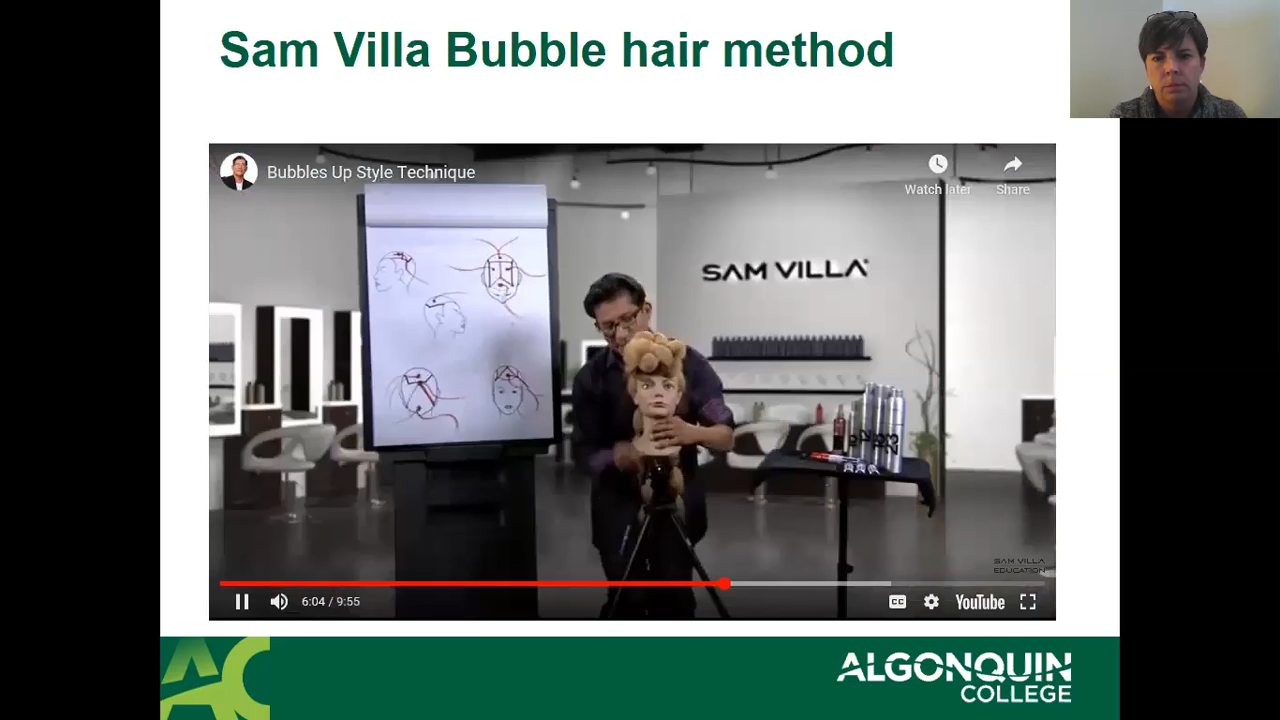 Sam Villa Bubble hair method
Bubbles Up Style Technique
Watch later
Share
SAM VILLA
6:04 / 9:55
CC
YouTube
SAM VILLA
EDUCATION
AC
ALGONQUIN
COLLEGE